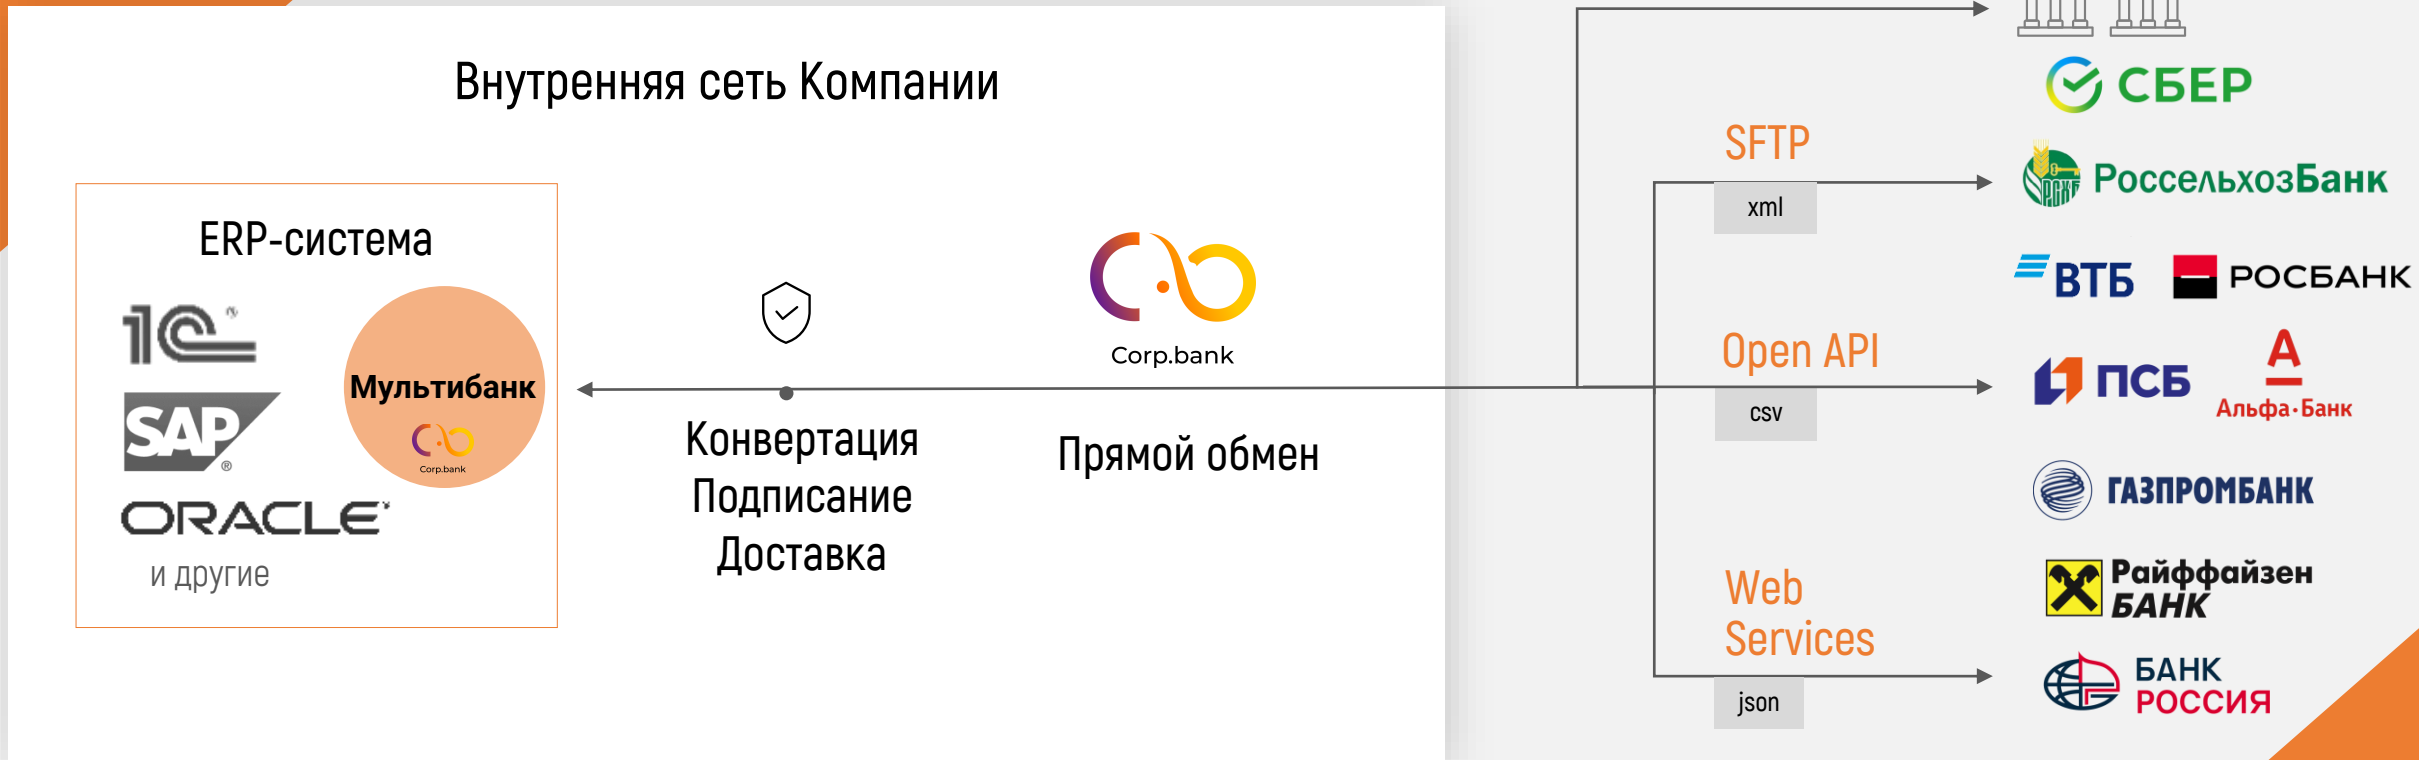 Внутренняя сеть Компании
ERP-система
1С
SAP®
ORACLE
и другие
Мультибанк
Corp.bank
Конвертация
Подписание
Доставка
Corp.bank
Прямой обмен
SFTP
xml
Open API
csv
Web
Services
json
СБЕР
РСХБ
РоссельхозБанк
ВТБ
РОСБАНК
ПСБ
А
Альфа·Банк
ГАЗПРОМБАНК
Райффайзен
БАНК
БАНК
РОССИЯ